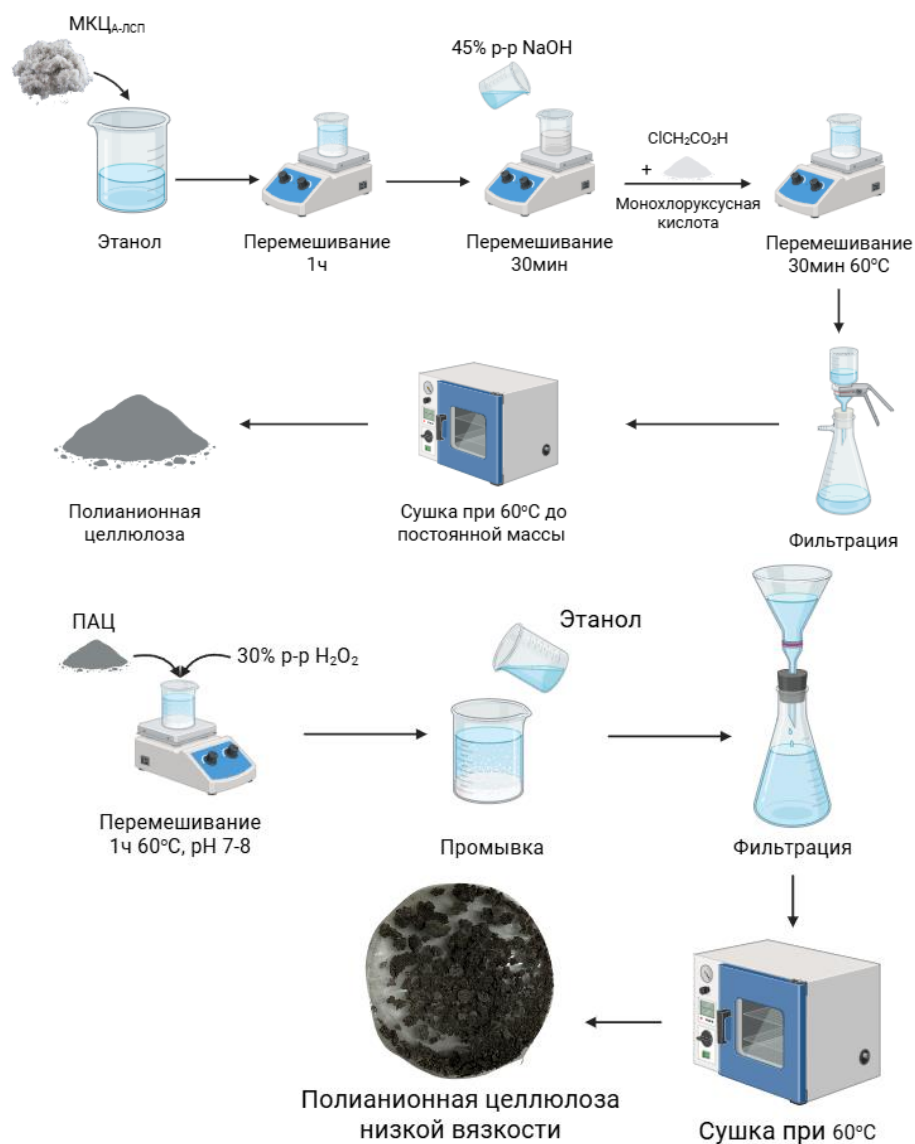 МКЦА-ЛСП
45% р-р NaOH
ClCH2CO2H
+
Монохлоруксусная
кислота
Этанол
Перемешивание
1ч
Перемешивание
30мин
Перемешивание
30мин 60°С
Полианионная
целлюлоза
Сушка при 60°С до
постоянной массы
Фильтрация
ПАЦ
30% р-р H2O2
Этанол
Перемешивание
1ч 60°С, pH 7-8
Промывка
Фильтрация
Полианионная целлюлоза
низкой вязкости
Сушка при 60°С